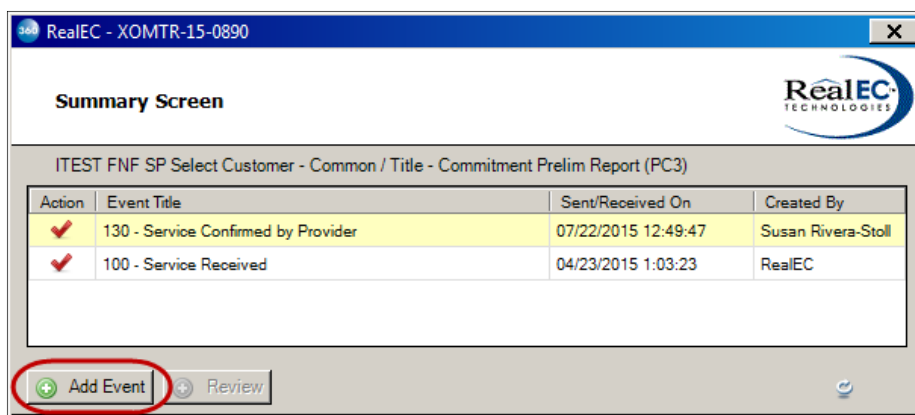 360 RealEC - XOMTR-15-0890
Summary Screen
RealEC
TECHNOLOGIES
ITEST FNF SP Select Customer - Common / Title - Commitment Prelim Report (PC3)
Action Event Title Sent/Received On Created By
130 - Service Confirmed by Provider 07/22/2015 12:49:47 Susan Rivera-Stoll
100 - Service Received 04/23/2015 1:03:23 RealEC
Add Event Review